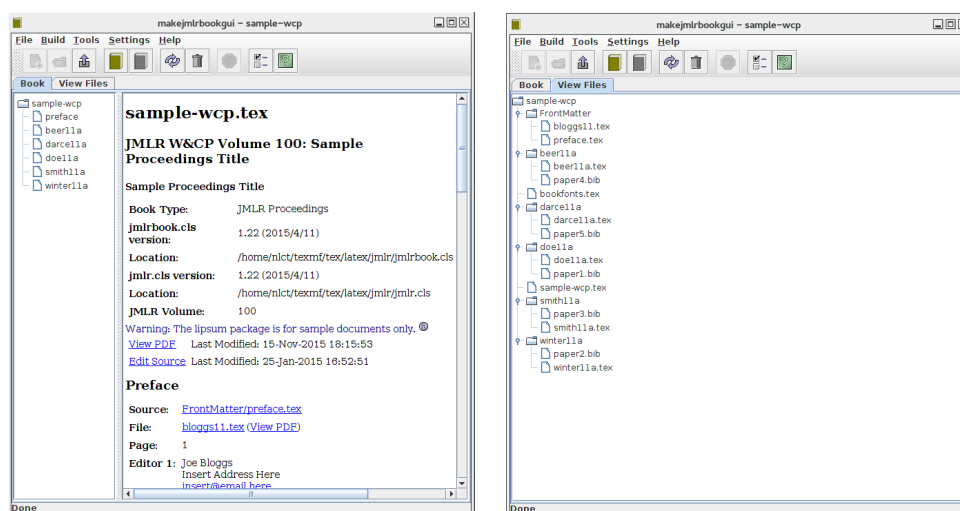 makejmlrbookgui – sample-wcp
File Build Tools Settings Help
Book View Files
sample-wcp
preface
beer11a
darce11a
doe11a
smith11a
winter11a
sample-wcp.tex
JMLR W&CP Volume 100: Sample
Proceedings Title
Sample Proceedings Title
Book Type: JMLR Proceedings
jmlrbook.cls
version: 1.22 (2015/4/11)
Location: /home/nlct/texmf/tex/latex/jmlr/jmlrbook.cls
jmlr.cls version: 1.22 (2015/4/11)
Location: /home/nlct/texmf/tex/latex/jmlr/jmlr.cls
JMLR Volume: 100
Warning: The lipsum package is for sample documents only.
View PDF Last Modified: 15-Nov-2015 18:15:53
Edit Source Last Modified: 25-Jan-2015 16:52:51
Preface
Source: FrontMatter/preface.tex
File: bloggs11.tex (View PDF)
Page: 1
Editor 1: Joe Bloggs
Insert Address Here
insert@email.here
Done
makejmlrbookgui – sample-wcp
File Build Tools Settings Help
Book View Files
sample-wcp
FrontMatter
bloggs11.tex
preface.tex
beer11a
beer11a.tex
paper4.bib
bookfonts.tex
darce11a
darce11a.tex
paper5.bib
doe11a
doe11a.tex
paper1.bib
sample-wcp.tex
smith11a
paper3.bib
smith11a.tex
winter11a
paper2.bib
winter11a.tex
Done